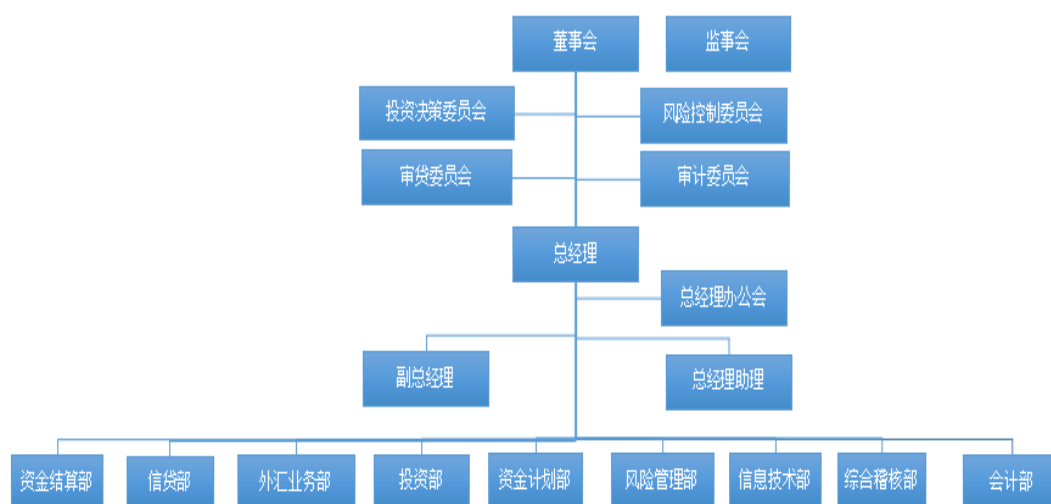 董事会
监事会
投资决策委员会
风险控制委员会
审贷委员会
审计委员会
总经理
总经理办公会
副总经理
总经理助理
资金结算部
信贷部
外汇业务部
投资部
资金计划部
风险管理部
信息技术部
综合稽核部
会计部